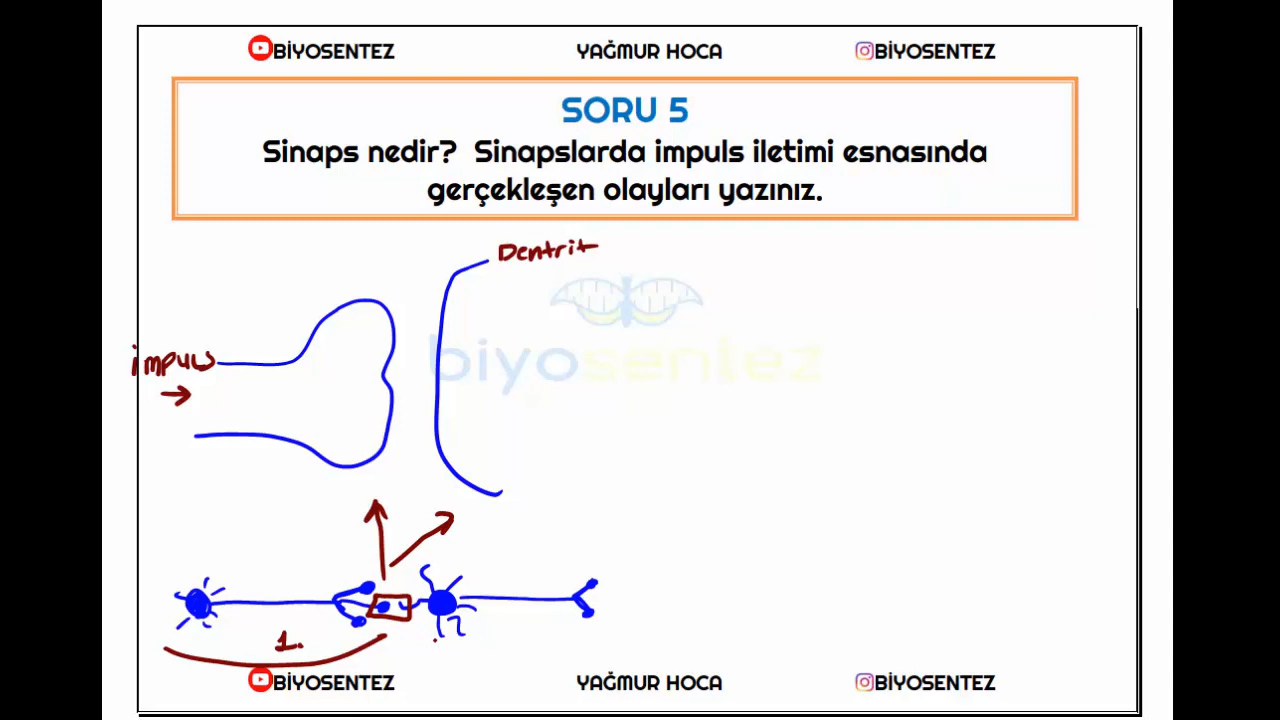 BİYOSENTEZ YAĞMUR HOCA BİYOSENTEZ
SORU 5
Sinaps nedir? Sinapslarda impuls iletimi esnasında
gerçekleşen olayları yazınız.
Dentrit
biyosentez
impuls
1.
BİYOSENTEZ YAĞMUR HOCA BİYOSENTEZ